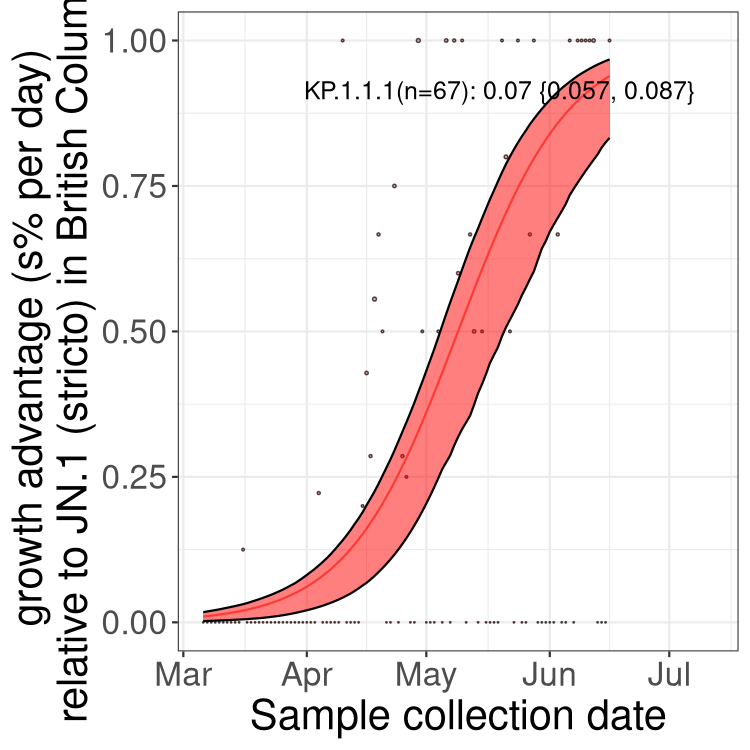 growth advantage (s% per day)
relative to JN.1 (stricto) in British Colum
1.00
0.75
0.50
0.25
0.00
KP.1.1.1(n=67): 0.07 {0.057, 0.087}
Mar Apr May Jun Jul
Sample collection date